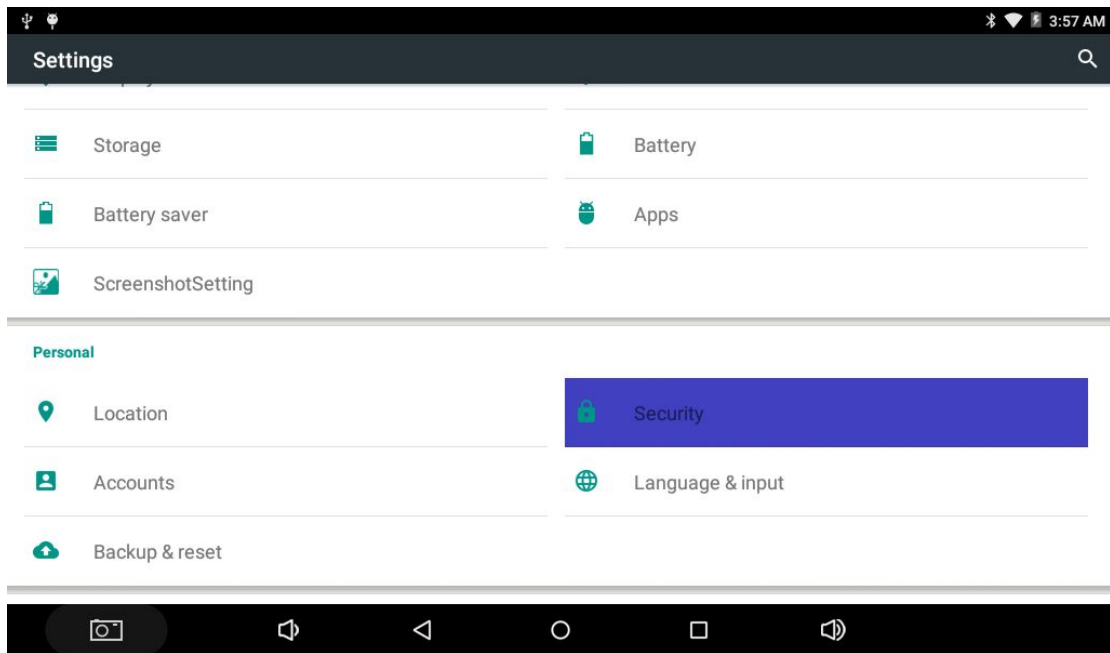 3:57 AM
Settings
Storage
Battery
Battery saver
Apps
ScreenshotSetting
Personal
Location
Security
Accounts
Language & input
Backup & reset